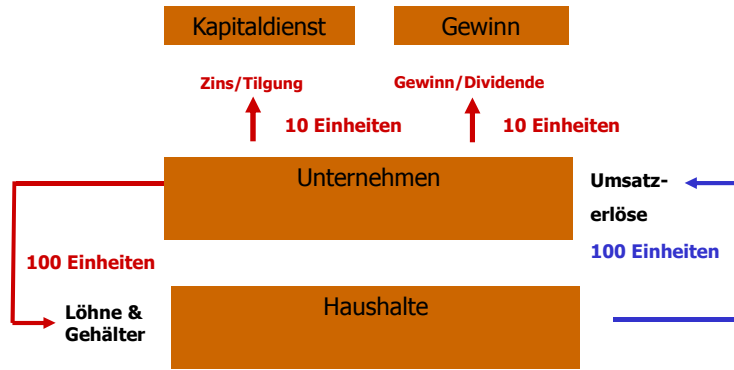 Kapitaldienst
Gewinn
Zins/Tilgung
Gewinn/Dividende
10 Einheiten
10 Einheiten
Unternehmen
Umsatz-
erlöse
100 Einheiten
100 Einheiten
Löhne &
Gehälter
Haushalte